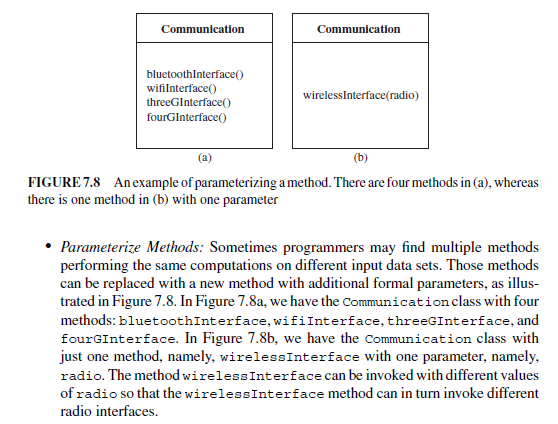 Communication
bluetoothInterface()
wifiInterface()
threeGInterface()
fourGInterface()
(a)
Communication
wirelessInterface(radio)
(b)
FIGURE 7.8 An example of parameterizing a method. There are four methods in (a), whereas
there is one method in (b) with one parameter
• Parameterize Methods: Sometimes programmers may find multiple methods
performing the same computations on different input data sets. Those methods
can be replaced with a new method with additional formal parameters, as illus-
trated in Figure 7.8. In Figure 7.8a, we have the Communication class with four
methods: bluetoothInterface, wifiInterface, threeGInterface, and
fourGInterface. In Figure 7.8b, we have the Communication class with
just one method, namely, wirelessInterface with one parameter, namely,
radio. The method wirelessInterface can be invoked with different values
of radio so that the wirelessInterface method can in turn invoke different
radio interfaces.